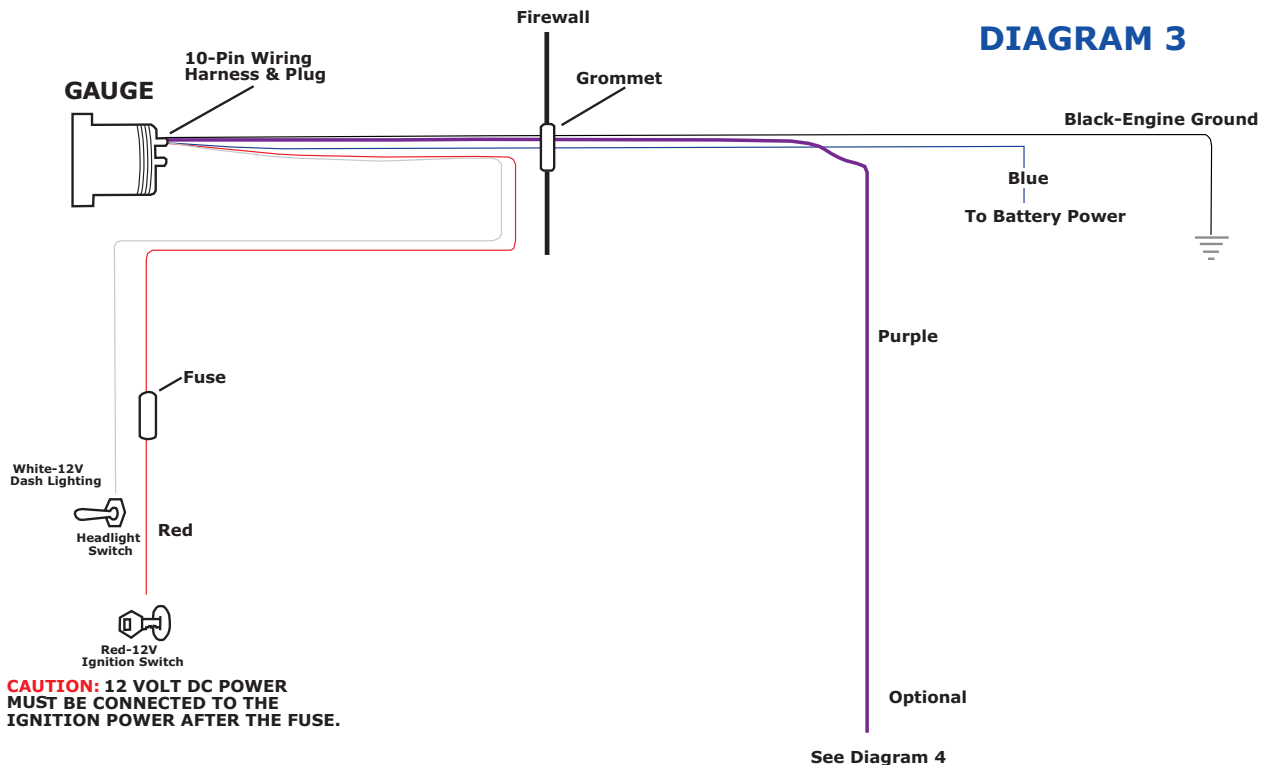 Firewall
DIAGRAM 3
10-Pin Wiring
Harness & Plug
Grommet
GAUGE
Black-Engine Ground
Blue
To Battery Power
Purple
Fuse
White-12V
Dash Lighting
Headlight
Switch
Red
Red-12V
Ignition Switch
CAUTION: 12 VOLT DC POWER
MUST BE CONNECTED TO THE
IGNITION POWER AFTER THE FUSE.
Optional
See Diagram 4